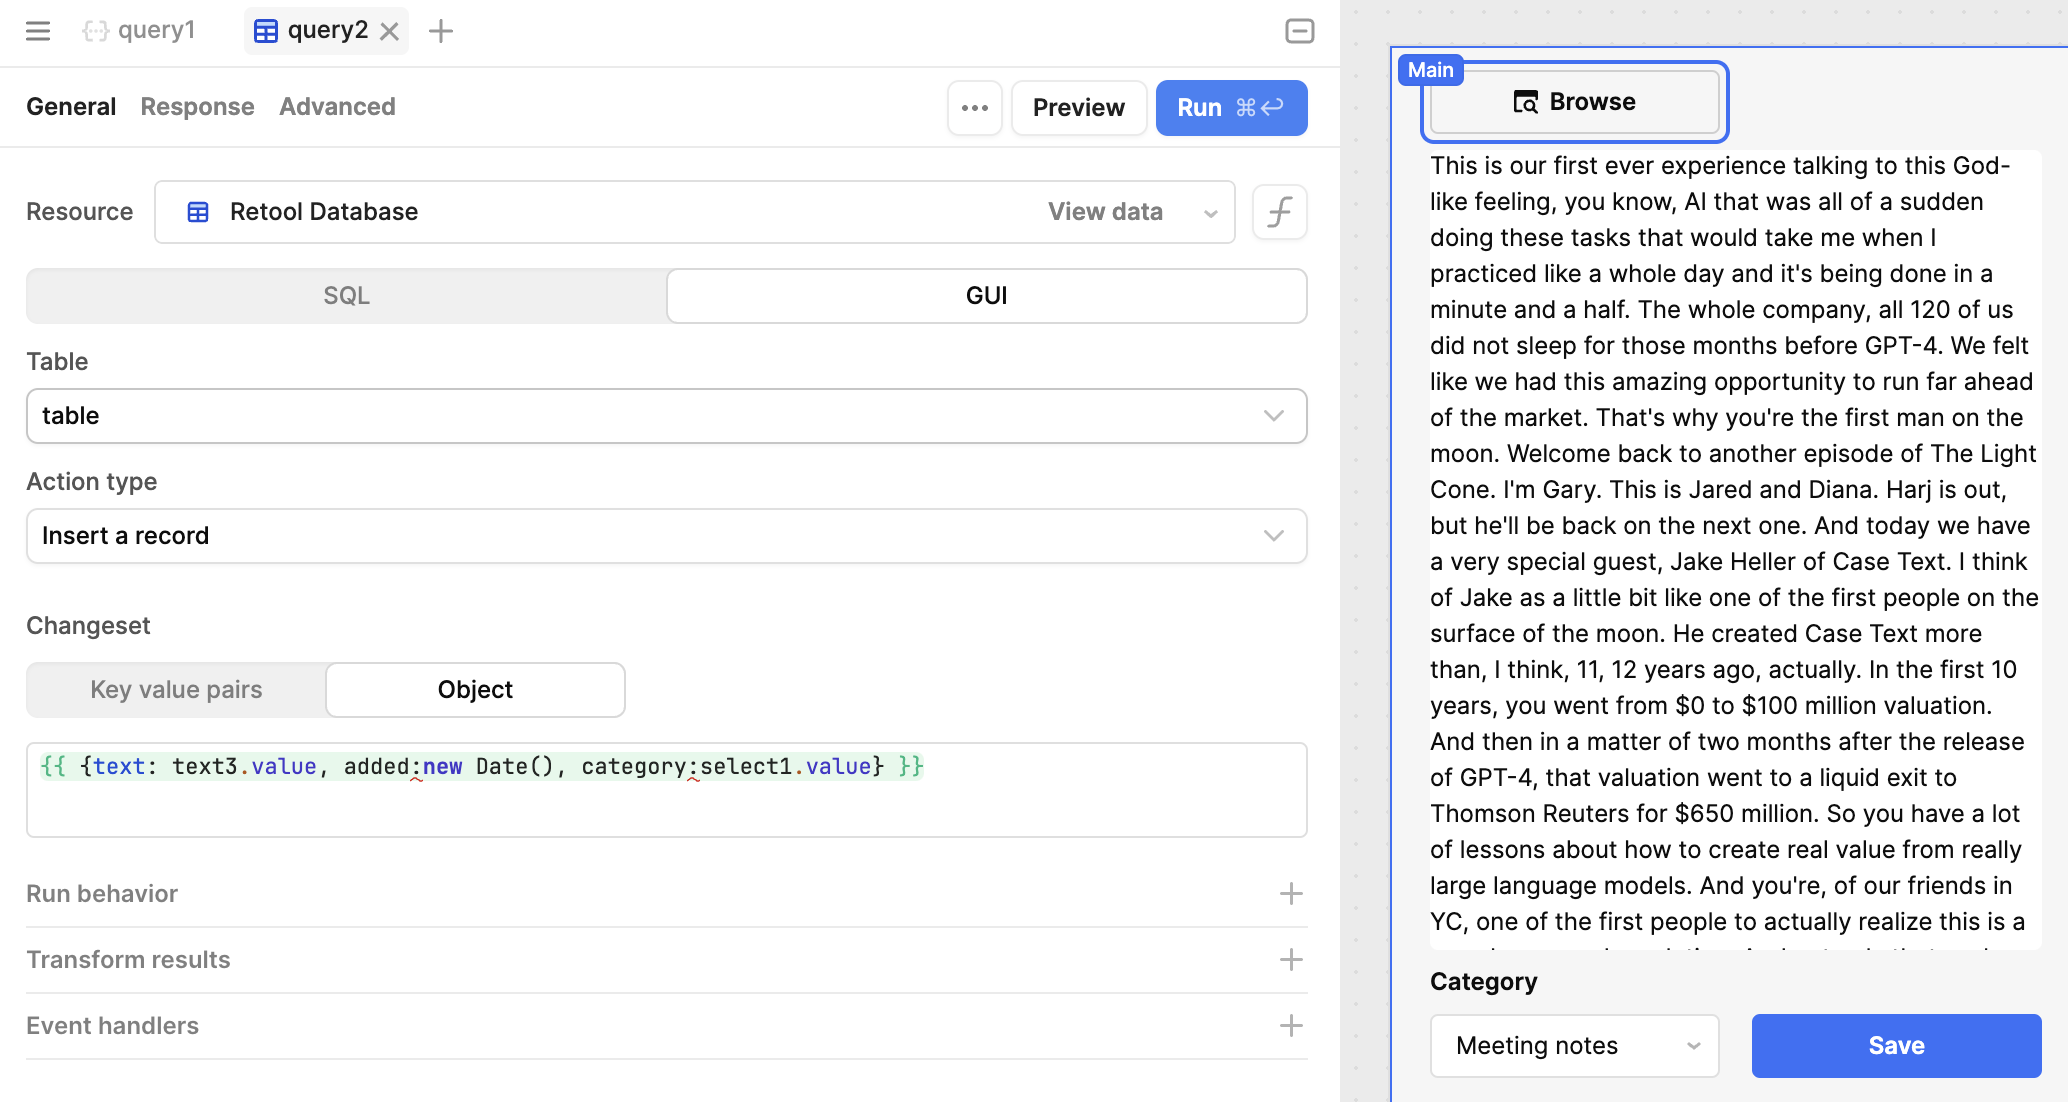 query1
query2
General
Response
Advanced
Preview
Run ⌘↩
Resource
Retool Database
View data
SQL
GUI
Table
table
Action type
Insert a record
Changeset
Key value pairs
Object
{{ {text: text3.value, added:new Date(), category:select1.value} }}
Run behavior
Transform results
Event handlers
Main
Browse
This is our first ever experience talking to this God-
like feeling, you know, AI that was all of a sudden
doing these tasks that would take me when I
practiced like a whole day and it's being done in a
minute and a half. The whole company, all 120 of us
did not sleep for those months before GPT-4. We felt
like we had this amazing opportunity to run far ahead
of the market. That's why you're the first man on the
moon. Welcome back to another episode of The Light
Cone. I'm Gary. This is Jared and Diana. Harj is out,
but he'll be back on the next one. And today we have
a very special guest, Jake Heller of Case Text. I think
of Jake as a little bit like one of the first people on the
surface of the moon. He created Case Text more
than, I think, 11, 12 years ago, actually. In the first 10
years, you went from $0 to $100 million valuation.
And then in a matter of two months after the release
of GPT-4, that valuation went to a liquid exit to
Thomson Reuters for $650 million. So you have a lot
of lessons about how to create real value from really
large language models. And you're, of our friends in
YC, one of the first people to actually realize this is a
Category
Meeting notes
Save